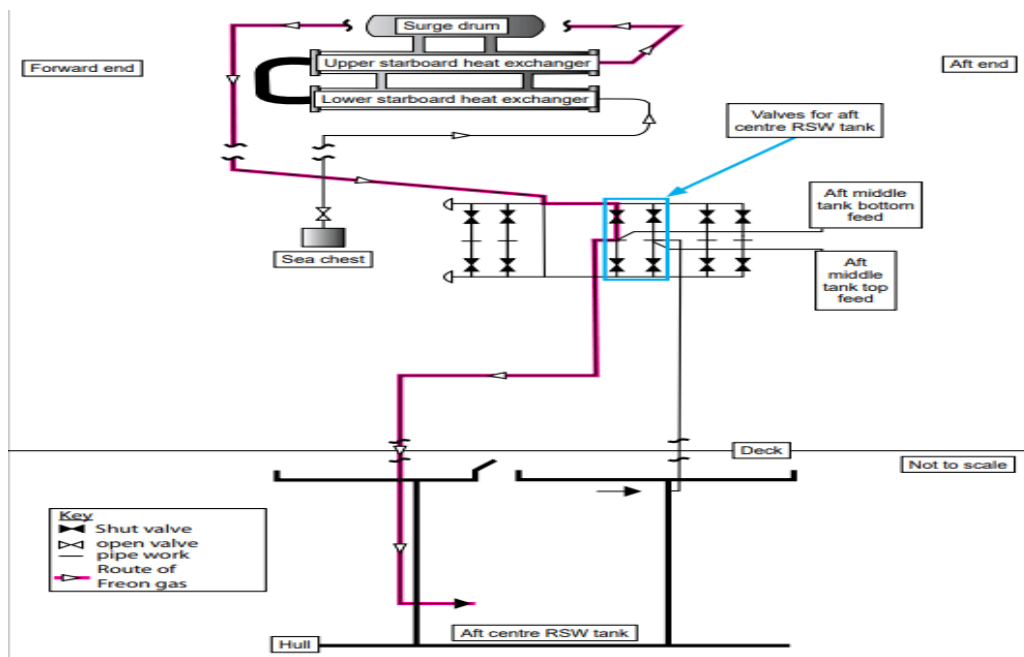 Surge drum
Forward end
Upper starboard heat exchanger
Aft end
Lower starboard heat exchanger
Valves for aft
centre RSW tank
Aft middle
tank bottom
feed
Sea chest
Aft
middle
tank top
feed
Deck
Not to scale
Key
Shut valve
open valve
pipe work
Route of
Freon gas
Aft centre RSW tank
Hull